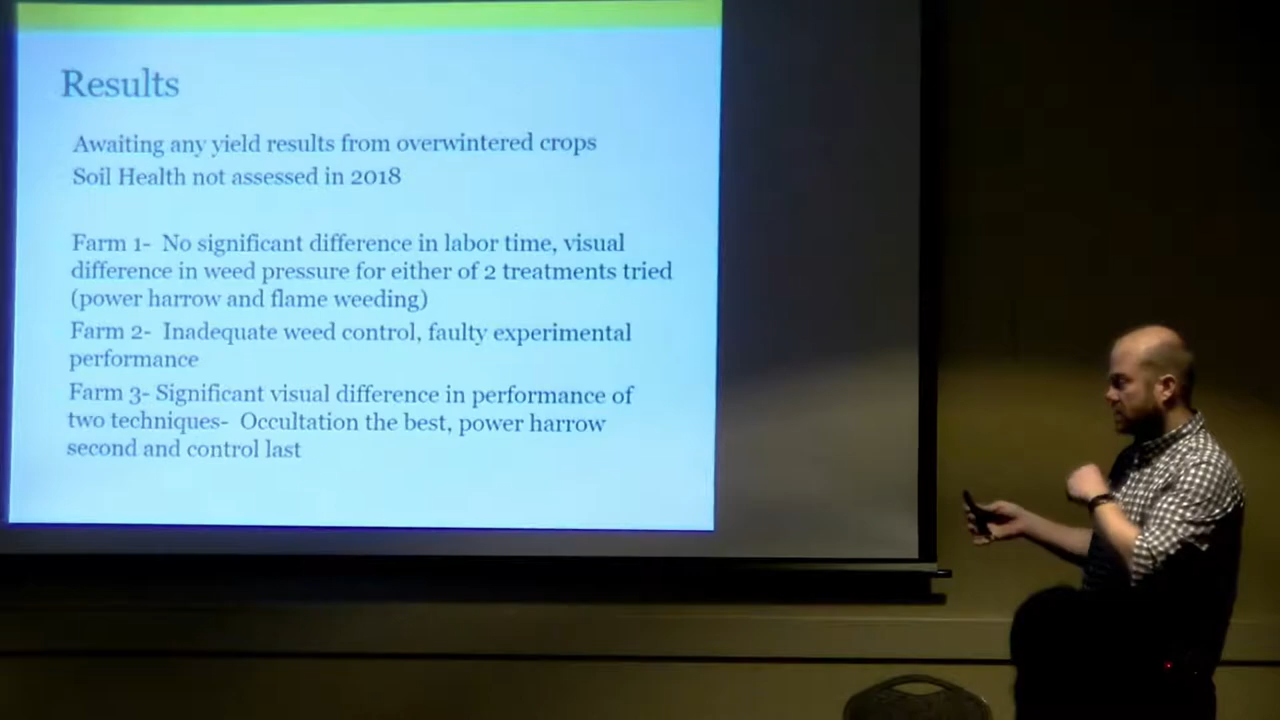 Results
Awaiting any yield results from overwintered crops
Soil Health not assessed in 2018
Farm 1-  No significant difference in labor time, visual
difference in weed pressure for either of 2 treatments tried
(power harrow and flame weeding)
Farm 2-  Inadequate weed control, faulty experimental
performance
Farm 3- Significant visual difference in performance of
two techniques-  Occultation the best, power harrow
second and control last